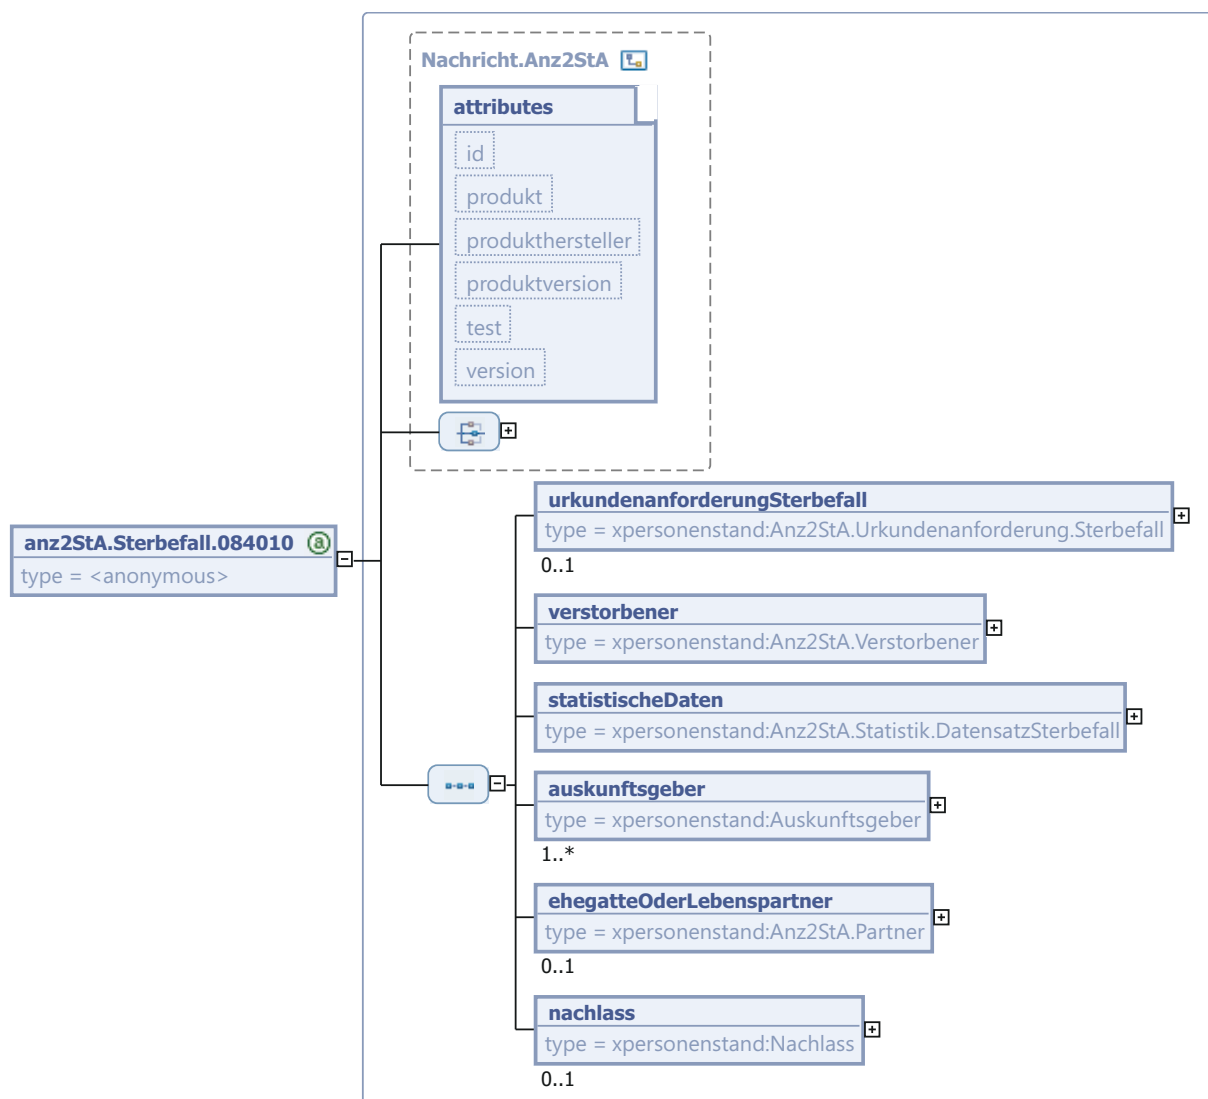 Nachricht.Anz2StA
attributes
id
produkt
produkthersteller
produktversion
test
version
anz2StA.Sterbefall.084010 a
type = <anonymous>
urkundenanforderungSterbefall
type = xpersonenstand:Anz2StA.Urkundenanforderung.Sterbefall
0..1
verstorbener
type = xpersonenstand:Anz2StA.Verstorbener
statistischeDaten
type = xpersonenstand:Anz2StA.Statistik.DatensatzSterbefall
auskunftsgeber
type = xpersonenstand:Auskunftsgeber
1..*
ehegatteOderLebenspartner
type = xpersonenstand:Anz2StA.Partner
0..1
nachlass
type = xpersonenstand:Nachlass
0..1